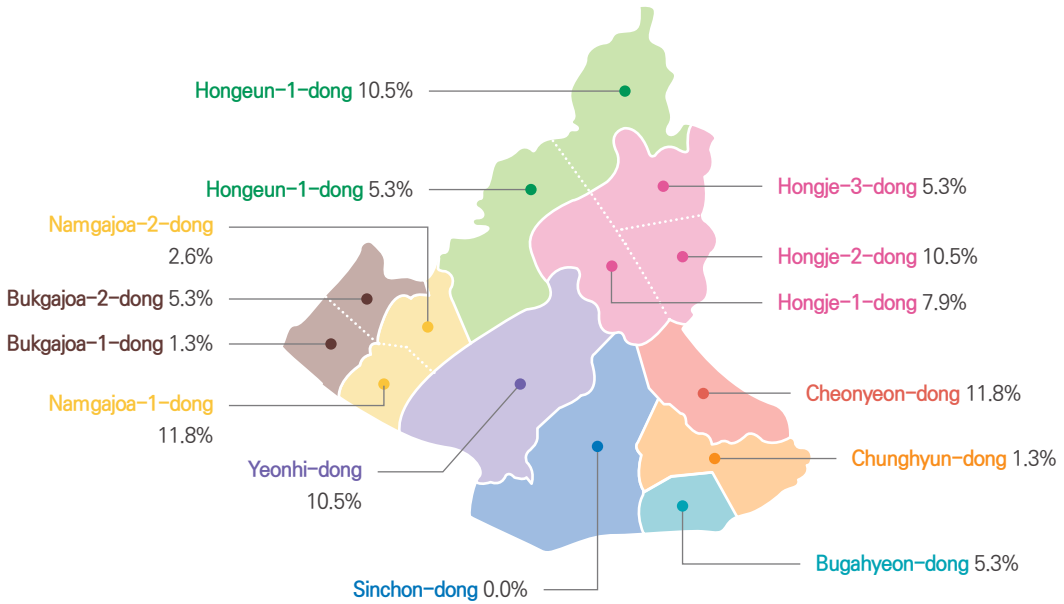 Hongeun-1-dong 10.5%
Hongeun-1-dong 5.3%
Namgajoa-2-dong
2.6%
Bukgajoa-2-dong 5.3%
Bukgajoa-1-dong 1.3%
Namgajoa-1-dong
11.8%
Yeonhi-dong
10.5%
Sinchon-dong 0.0%
Hongje-3-dong 5.3%
Hongje-2-dong 10.5%
Hongje-1-dong 7.9%
Cheonyeon-dong 11.8%
Chunghyun-dong 1.3%
Bugahyeon-dong 5.3%